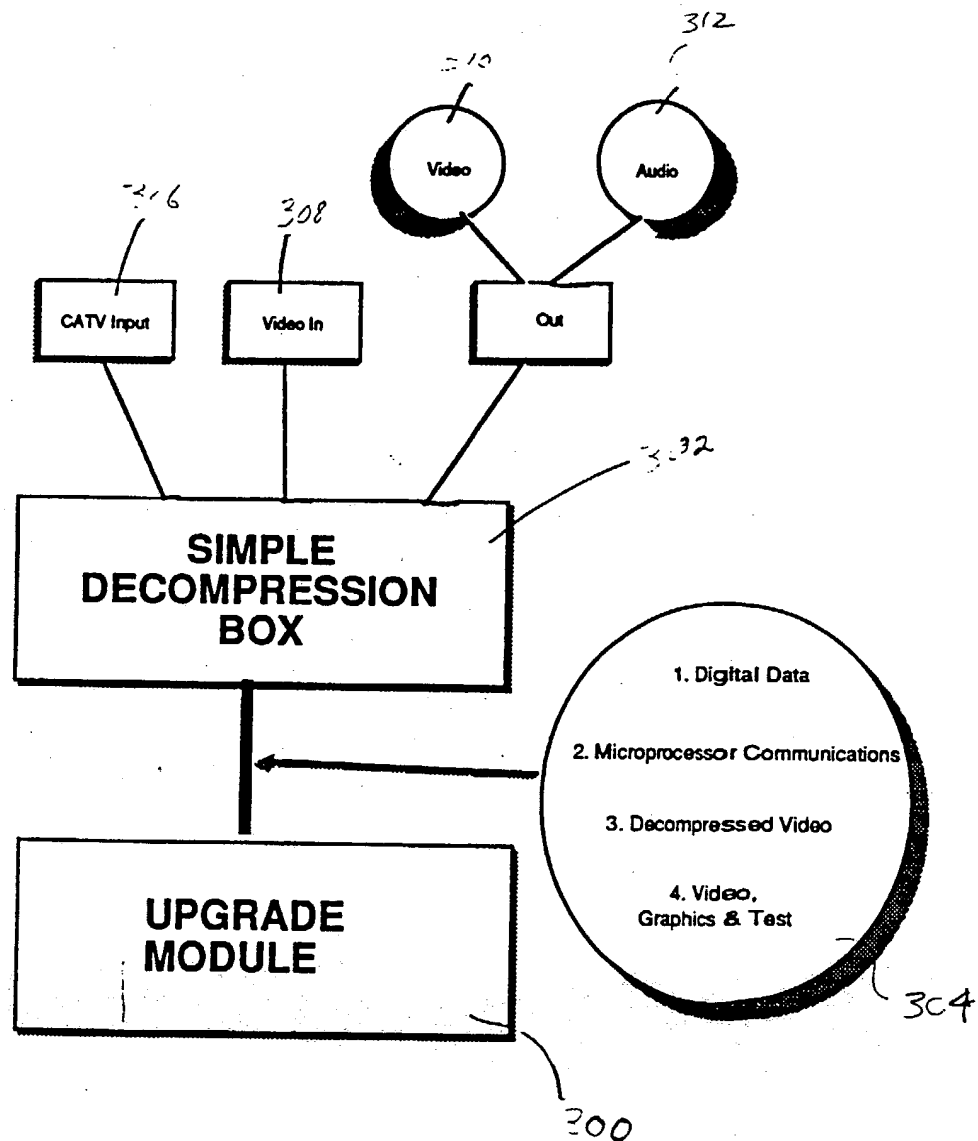 312
Video
Audio
308
CATV Input
Video In
Out
SIMPLE
DECOMPRESSION
BOX
1. Digital Data
2. Microprocessor Communications
3. Decompressed Video
4. Video,
Graphics & Test
UPGRADE
MODULE
304
300